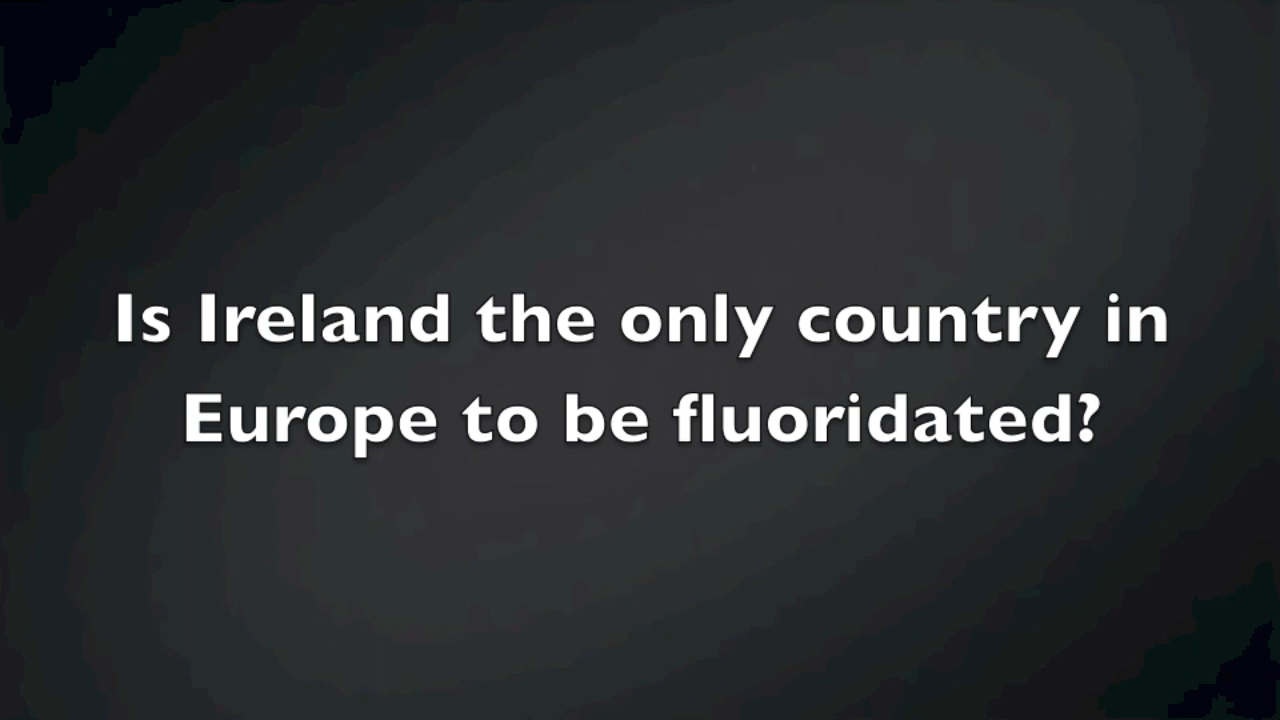 Is Ireland the only country in
Europe to be fluoridated?